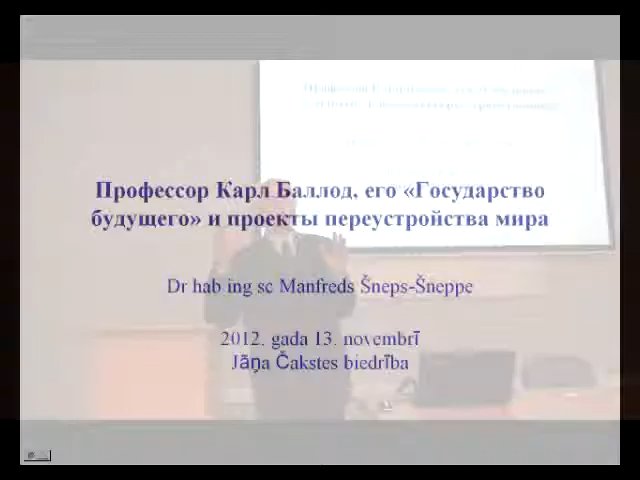 Профессор Карл Баллод, его «Государство
будущего» и проекты переустройства мира
Dr hab ing sc Manfreds Šneps-Šneppe
2012. gada 13. novembrī
Jāņa Čakstes biedrība